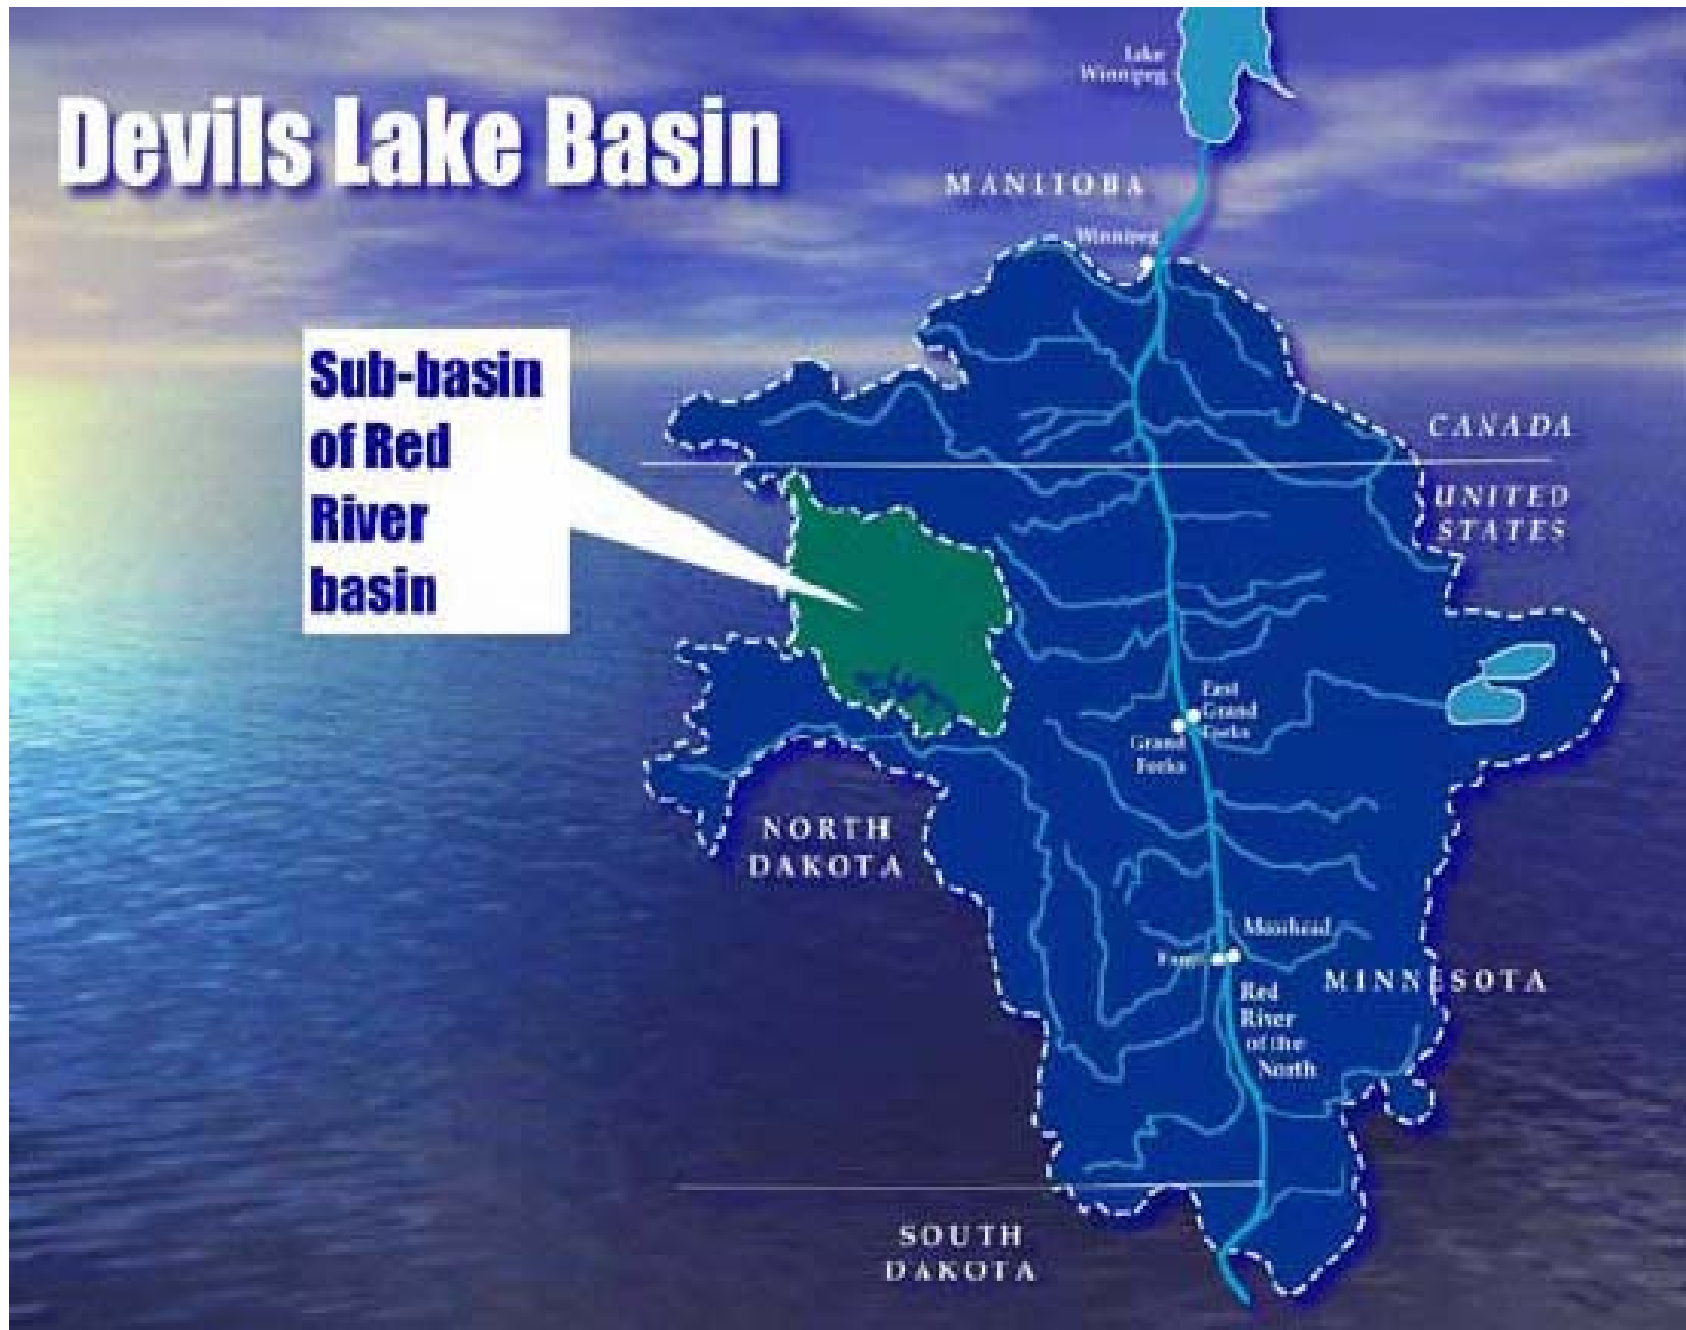 Devils Lake Basin
Lake
Winnipeg
MANITOBA
Winnipeg
Sub-basin
of Red
River
basin
CANADA
UNITED
STATES
East
Grand
Forks
Grand
Forks
NORTH
DAKOTA
Moorhead
MINNESOTA
Red
River
of the
North
SOUTH
DAKOTA